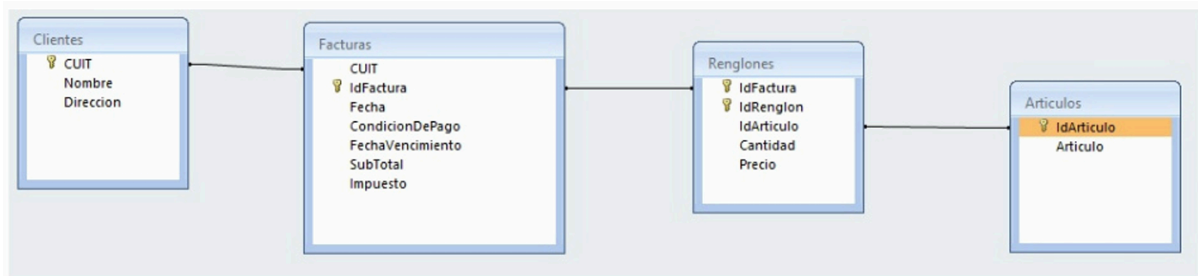 Clientes
CUIT
Nombre
Direccion
Facturas
CUIT
IdFactura
Fecha
CondicionDePago
FechaVencimiento
SubTotal
Impuesto
Renglones
IdFactura
IdRenglon
IdArticulo
Cantidad
Precio
Articulos
IdArticulo
Articulo